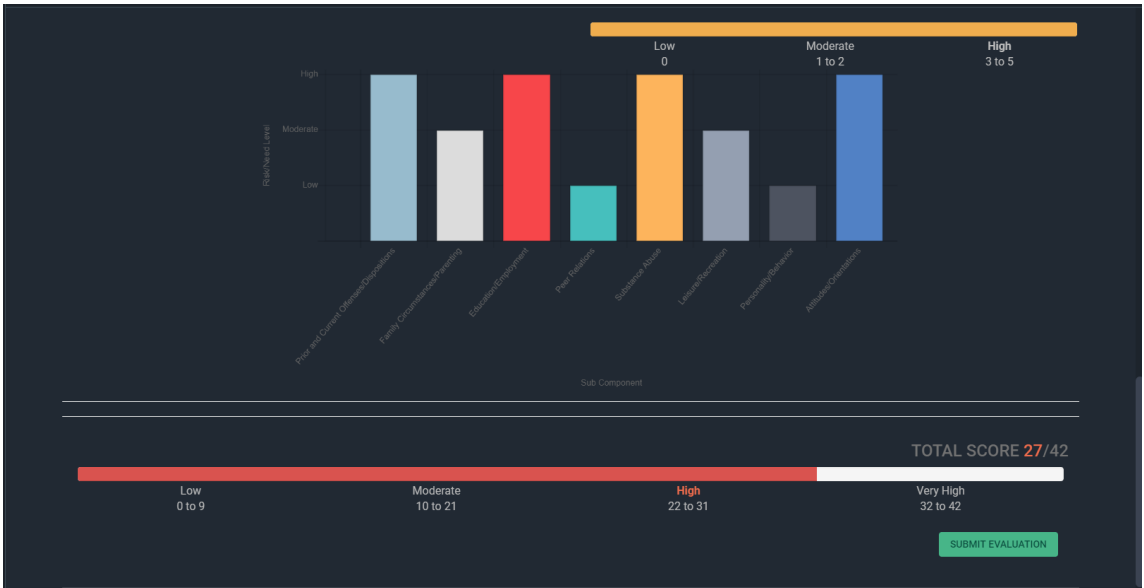 Low Moderate High
0 1 to 2 3 to 5
High
Moderate
Low
Risk/Need Level
Prior and Current Offenses/Dispositions
Family Circumstances/Parenting
Education/Employment
Peer Relations
Substance Abuse
Leisure/Recreation
Personality/Behavior
Attitudes/Orientations
Sub Component
TOTAL SCORE 27/42
Low Moderate High Very High
0 to 9 10 to 21 22 to 31 32 to 42
SUBMIT EVALUATION